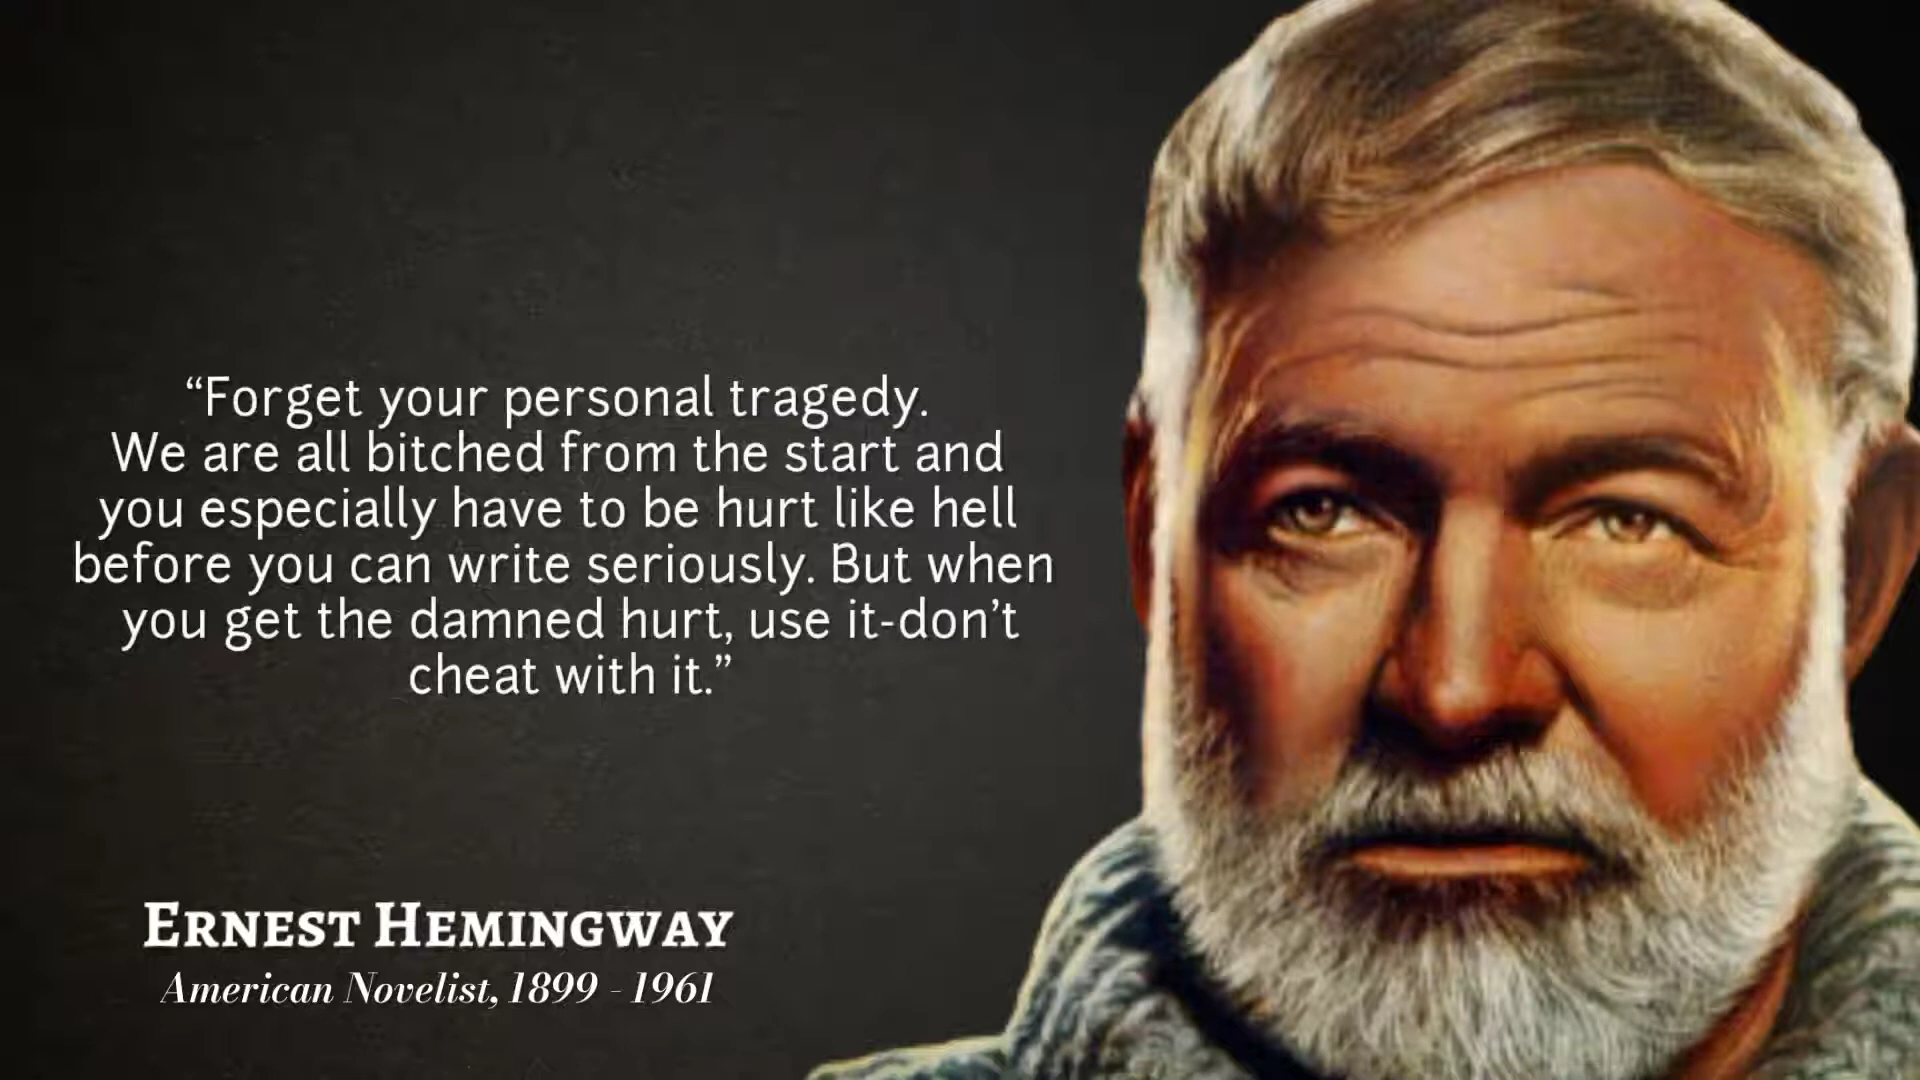 “Forget your personal tragedy.
We are all bitched from the start and
you especially have to be hurt like hell
before you can write seriously. But when
you get the damned hurt, use it-don’t
cheat with it.”
Ernest Hemingway
American Novelist, 1899 - 1961